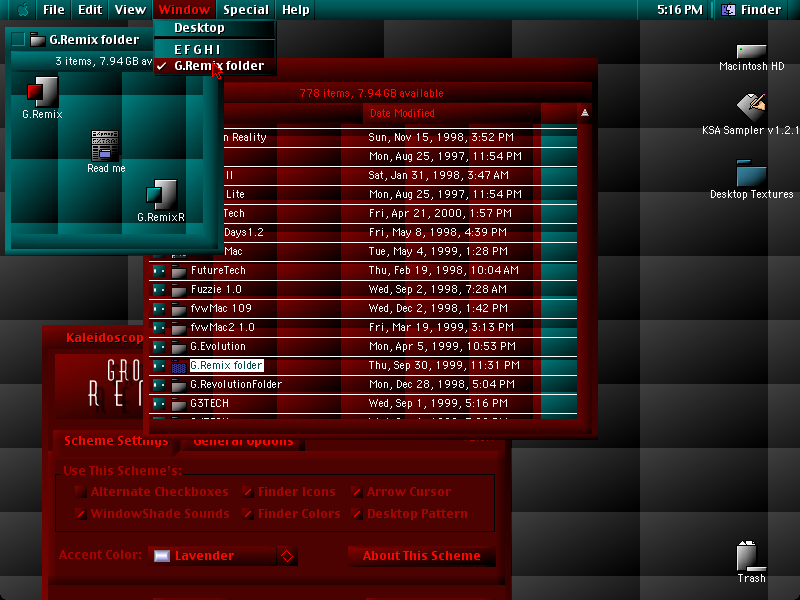 File Edit View Window Special Help 5:16 PM Finder
Desktop
E F G H I
✓ G.Remix folder
G.Remix folder
3 items, 7.94 GB av
G.Remix
Read me
G.RemixR
778 items, 7.94 GB available
Date Modified
n Reality Sun, Nov 15, 1998, 3:52 PM
Mon, Aug 25, 1997, 11:54 PM
II Sat, Jan 31, 1998, 3:47 AM
Lite Mon, Aug 25, 1997, 11:54 PM
Tech Fri, Apr 21, 2000, 1:57 PM
Days1.2 Fri, May 8, 1998, 4:39 PM
Mac Tue, May 4, 1999, 1:28 PM
FutureTech Thu, Feb 19, 1998, 10:04 AM
Fuzzie 1.0 Wed, Sep 2, 1998, 7:28 AM
fvwMac 109 Wed, Dec 2, 1998, 1:42 PM
fvwMac2 1.0 Fri, Mar 19, 1999, 3:13 PM
G.Evolution Mon, Apr 5, 1999, 10:53 PM
G.Remix folder Thu, Sep 30, 1999, 11:31 PM
G.RevolutionFolder Mon, Dec 28, 1998, 5:04 PM
G3TECH Wed, Sep 1, 1999, 5:16 PM
Kaleidoscop
GRO
REM
Scheme Settings General Options
Use This Scheme's:
Alternate Checkboxes Finder Icons Arrow Cursor
WindowShade Sounds Finder Colors Desktop Pattern
Accent Color: Lavender About This Scheme
Macintosh HD
KSA Sampler v1.2.1
Desktop Textures
Trash